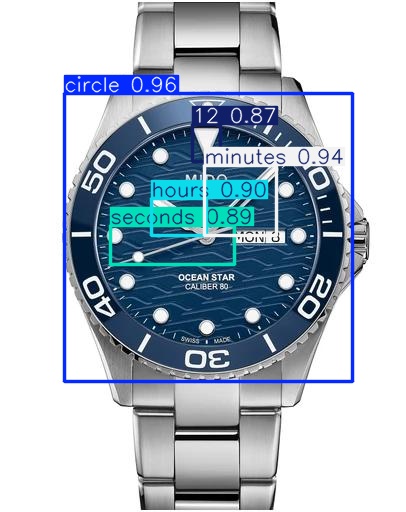 circle 0.96
12 0.87
minutes 0.94
MIDO
hours 0.90
seconds 0.89
MON 8
OCEAN STAR
CALIBER 80
SWISS MADE
50
10
40
20
30